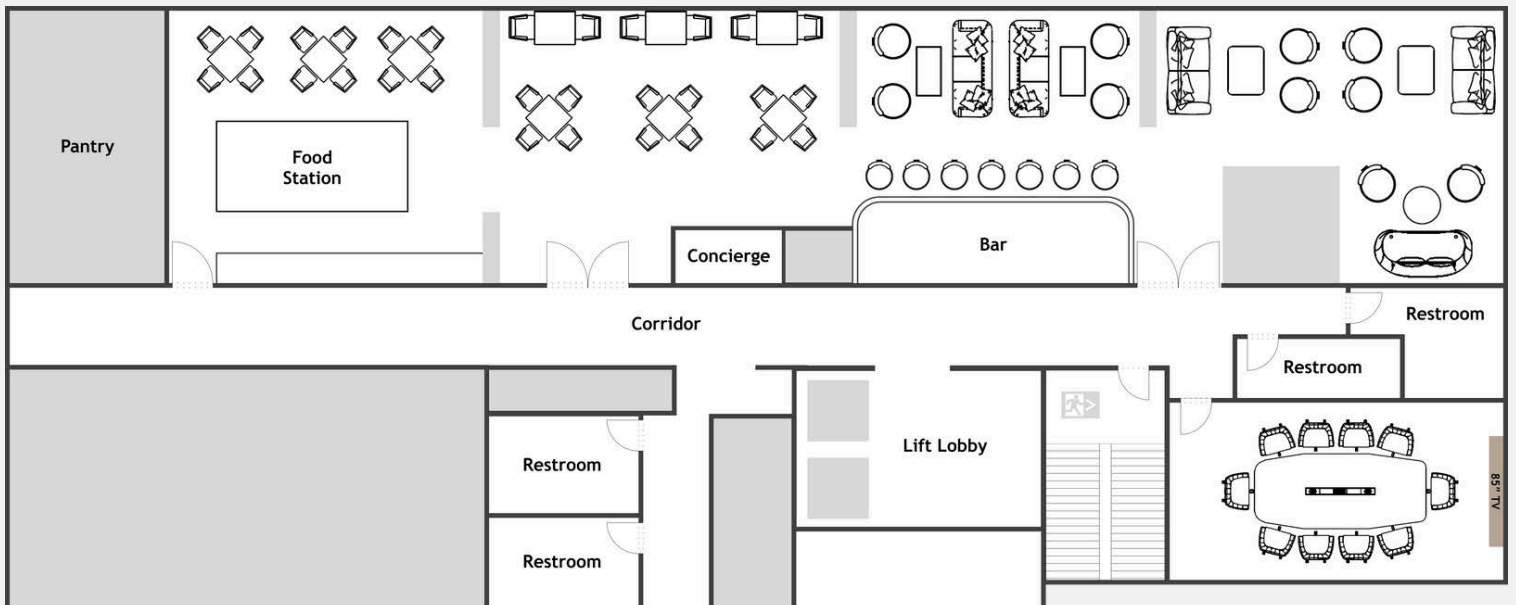 Pantry
Food
Station
Concierge
Bar
Corridor
Restroom
Restroom
Lift Lobby
Restroom
Restroom
85" TV